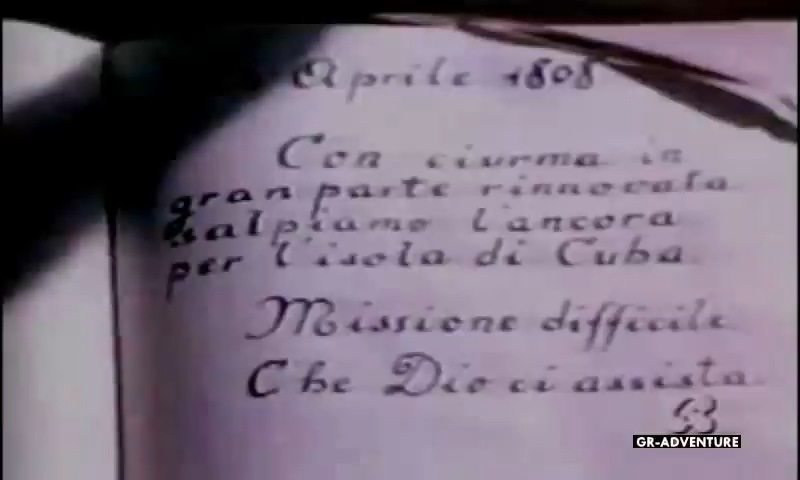 Aprile 1808
Con ciurma in
gran parte rinnovata
salpiamo l'ancora
per l'isola di Cuba
Missione difficile
Che Dio ci assista
GR-ADVENTURE